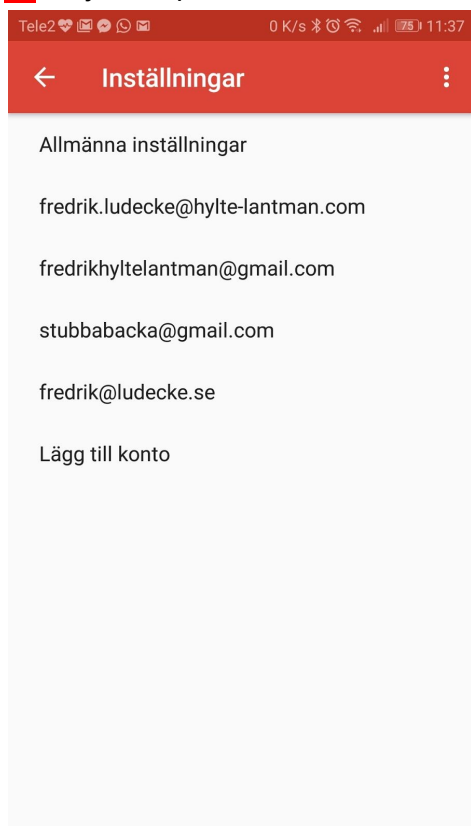 Tele2 0 K/s 75 11:37
Inställningar
Allmänna inställningar
fredrik.ludecke@hylte-lantman.com
fredrikhyltelantman@gmail.com
stubbabacka@gmail.com
fredrik@ludecke.se
Lägg till konto